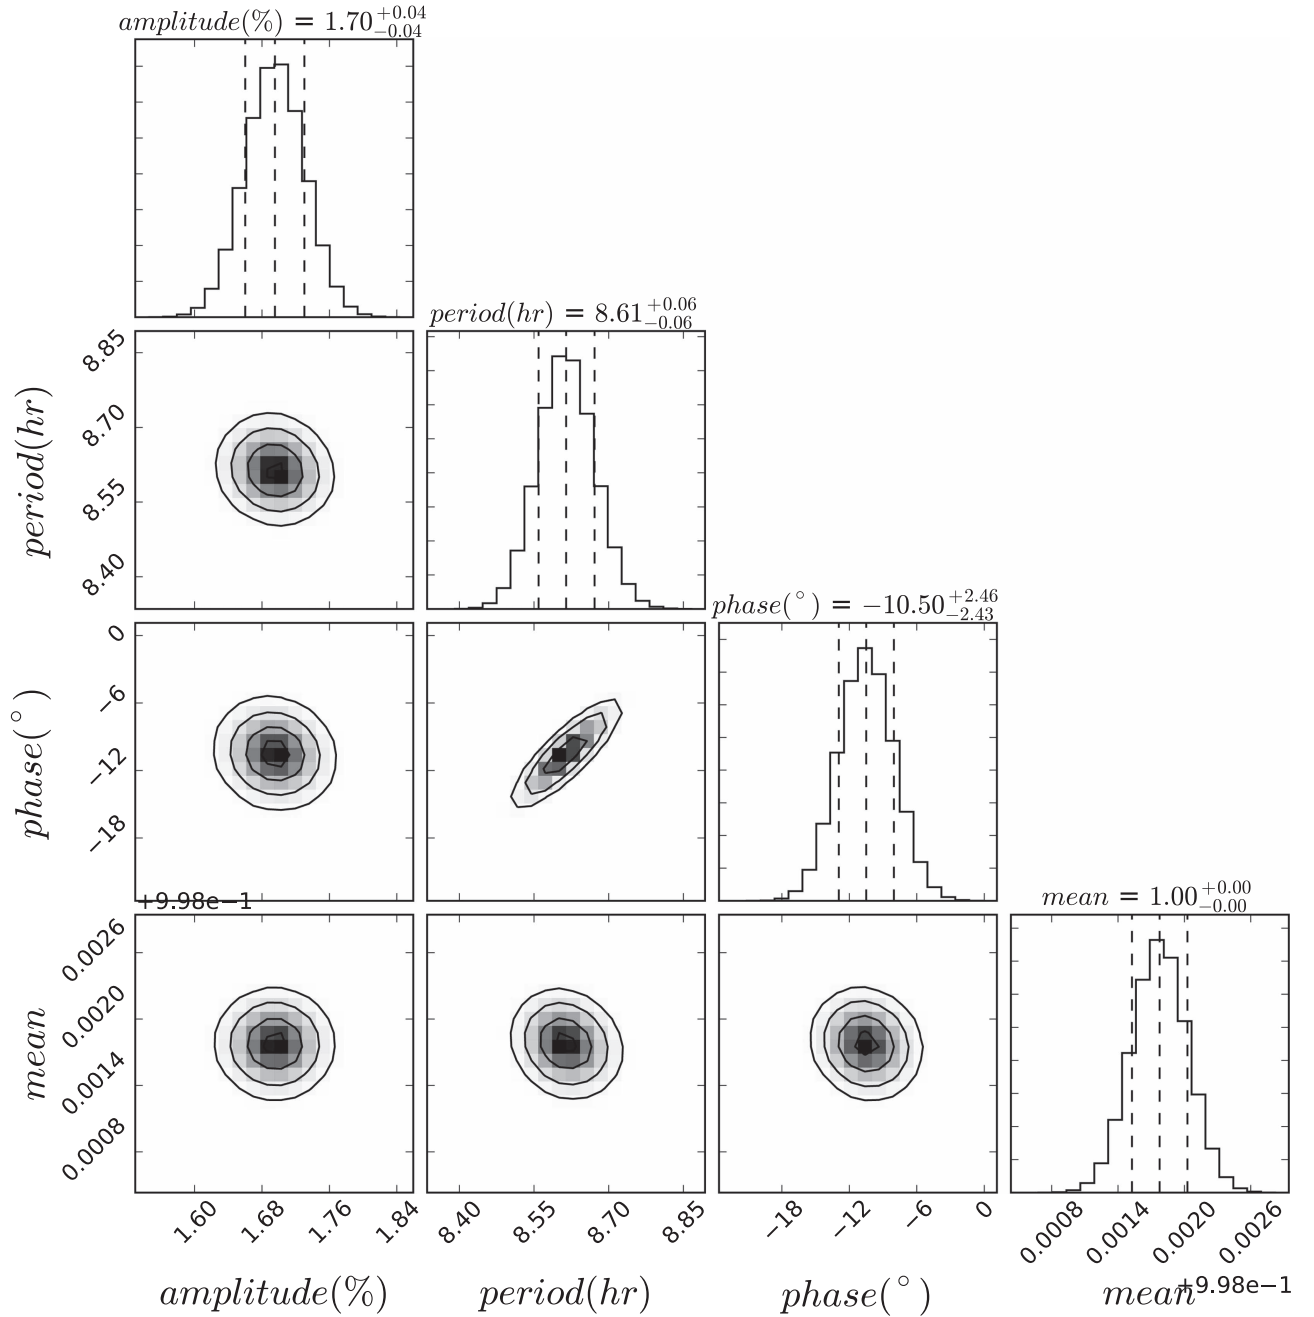 amplitude(%) = 1.70 +0.04 −0.04
8.85
8.70
8.55
8.40
period(hr)
period(hr) = 8.61 +0.06 −0.06
0
−6
−12
−18
phase(°)
phase(°) = −10.50 +2.46 −2.43
+9.98e−1
0.0026
0.0020
0.0014
0.0008
mean
mean = 1.00 +0.00 −0.00
1.60 1.68 1.76 1.84 8.40 8.55 8.70 8.85 −18 −12 −6 0 0.0008 0.0014 0.0020 0.0026
amplitude(%) period(hr) phase(°) mean +9.98e−1